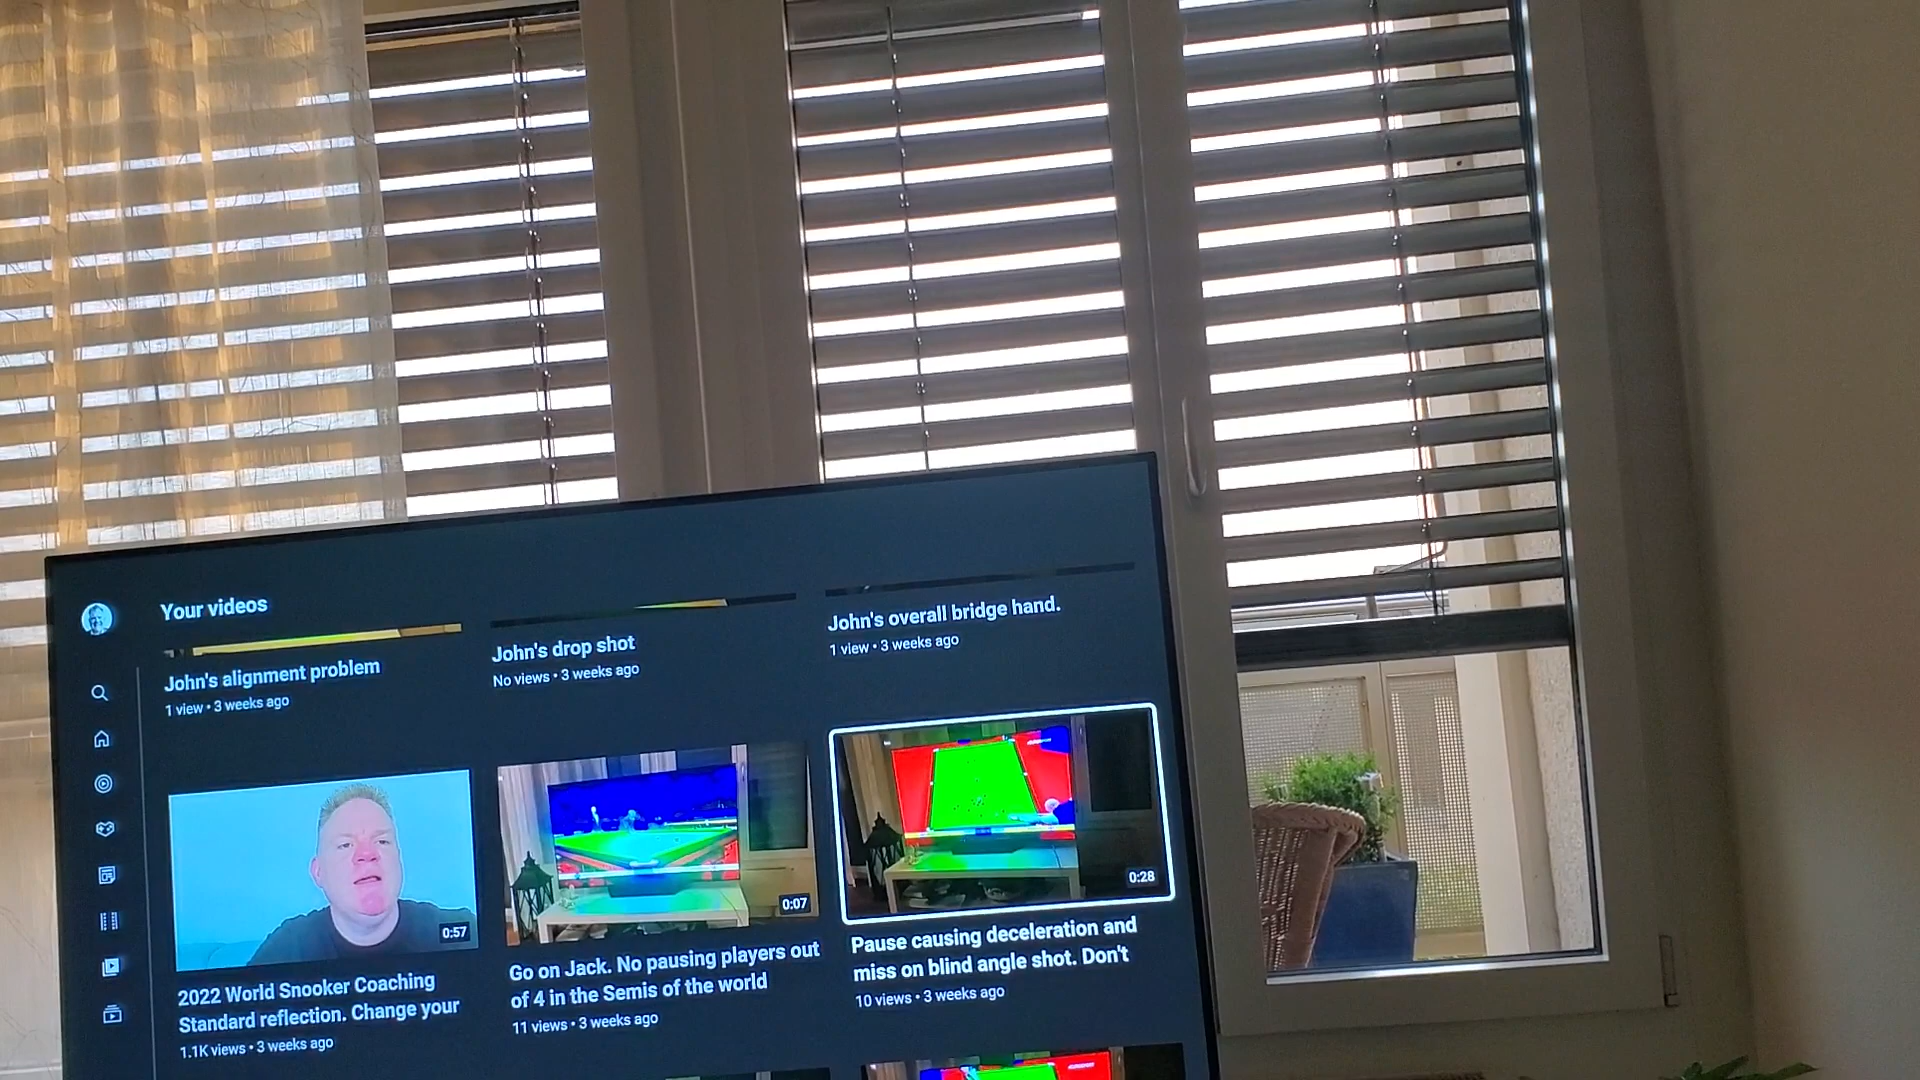 Your videos
John's alignment problem
1 view • 3 weeks ago
John's drop shot
No views • 3 weeks ago
John's overall bridge hand.
1 view • 3 weeks ago
0:57
2022 World Snooker Coaching
Standard reflection. Change your
1.1K views • 3 weeks ago
0:07
Go on Jack. No pausing players out
of 4 in the Semis of the world
11 views • 3 weeks ago
0:28
Pause causing deceleration and
miss on blind angle shot. Don't
10 views • 3 weeks ago